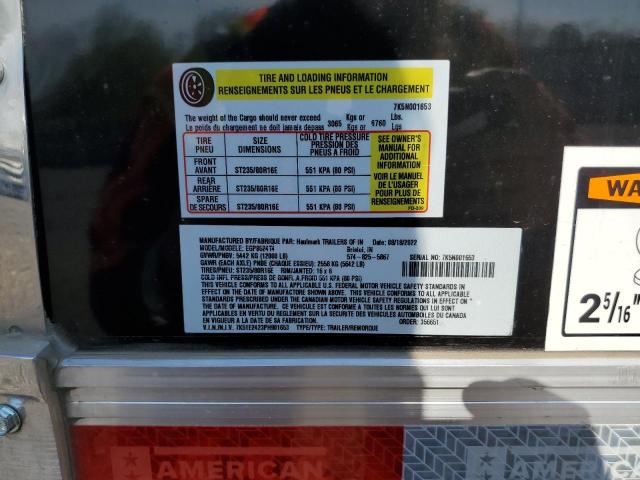 TIRE AND LOADING INFORMATION
RENSEIGNEMENTS SUR LES PNEUS ET LE CHARGEMENT
7K5N001653
The weight of the Cargo should never exceed 3065 Kgs or 6760 Lbs.
Le poids du chargement ne doit jamais depass Kgs or Lgs
TIRE PNEU SIZE DIMENSIONS COLD TIRE PRESSURE PRESSION DES PNEUS A FROID
FRONT AVANT ST235/80R16E 551 KPA (80 PSI)
REAR ARRIÈRE ST235/80R16E 551 KPA (80 PSI)
SPARE DE SECOURS ST235/80R16E 551 KPA (80 PSI)
SEE OWNER'S
MANUAL FOR
ADDITIONAL
INFORMATION
VOIR LE MANUEL
DE L'USAGER
POUR PLUS DE
RENSEIGNEMENTS
MANUFACTURED BY/FABRIQUE PAR: Haulmark TRAILERS OF IN Date: 08/18/2022
MODEL/MODELE: EGP8524T4 Bristol, IN
GVWR/PNBV: 5442 KG (12000 LB) 574-825-5867 SERIAL NO: 7K5N001653
GAWR (EACH AXLE) PNBE (CHAQUE ESSIEU) 2558 KG (5642 LB)
TIRES/PNEU: ST235/80R16E RIM/JANTE: 16 x 6
COLD INFL PRESS/PRESS DE GONFL.A.FROID 551 KPA (80 PSI)
THIS VEHICLE CONFORMS TO ALL APPLICABLE U.S. FEDERAL MOTOR VEHICLE SAFETY STANDARDS IN
EFFECT ON THE DATE OF MANUFACTURE SHOWN ABOVE. THIS VEHICLE CONFORMS TO ALL APPLICABLE
STANDARDS PRESCRIBED UNDER THE CANADIAN MOTOR VEHICLE SAFETY REGULATIONS IN EFFECT ON
THE DATE OF MANUFACTURE. CE VEHICULE EST CONFORME A TOUTES LES NORMES QUI LUI SONT
APPLICABLES EN VERTU DU REGLEMENT SUR LA SECURITE DES VEHICULES AUTOMOBILES DU CANADA
EN VIGUEUR A LA DATE DE SA FABRICATION. ORDER: 356651
V.I.N./N.I.V. 7K51E2423PH001653 TYPE/TYPE: TRAILER/REMORQUE
WA
2 5/16"
AMERICAN
AMERICAN